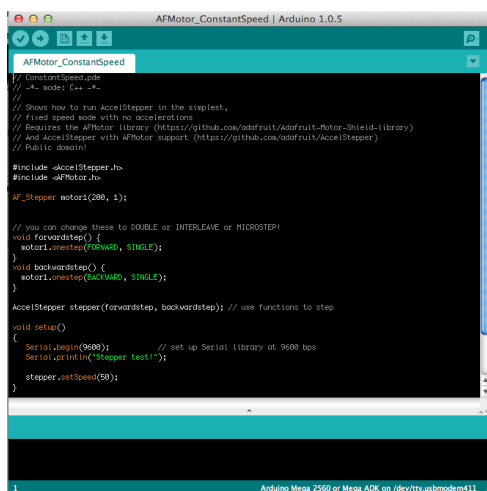 AFMotor_ConstantSpeed | Arduino 1.0.5
AFMotor_ConstantSpeed
// ConstantSpeed.pde
// -*- mode: C++ -*-
//
// Shows how to run AccelStepper in the simplest,
// fixed speed mode with no accelerations
// Requires the AFMotor library (https://github.com/adafruit/Adafruit-Motor-Shield-library)
// And AccelStepper with AFMotor support (https://github.com/adafruit/AccelStepper)
// Public domain!
#include <AccelStepper.h>
#include <AFMotor.h>
AF_Stepper motor1(200, 1);
// you can change these to DOUBLE or INTERLEAVE or MICROSTEP!
void forwardstep() {
motor1.onestep(FORWARD, SINGLE);
}
void backwardstep() {
motor1.onestep(BACKWARD, SINGLE);
}
AccelStepper stepper(forwardstep, backwardstep); // use functions to step
void setup()
{
Serial.begin(9600); // set up Serial library at 9600 bps
Serial.println("Stepper test!");
stepper.setSpeed(50);
}
1 Arduino Mega 2560 or Mega ADK on /dev/tty.usbmodem411